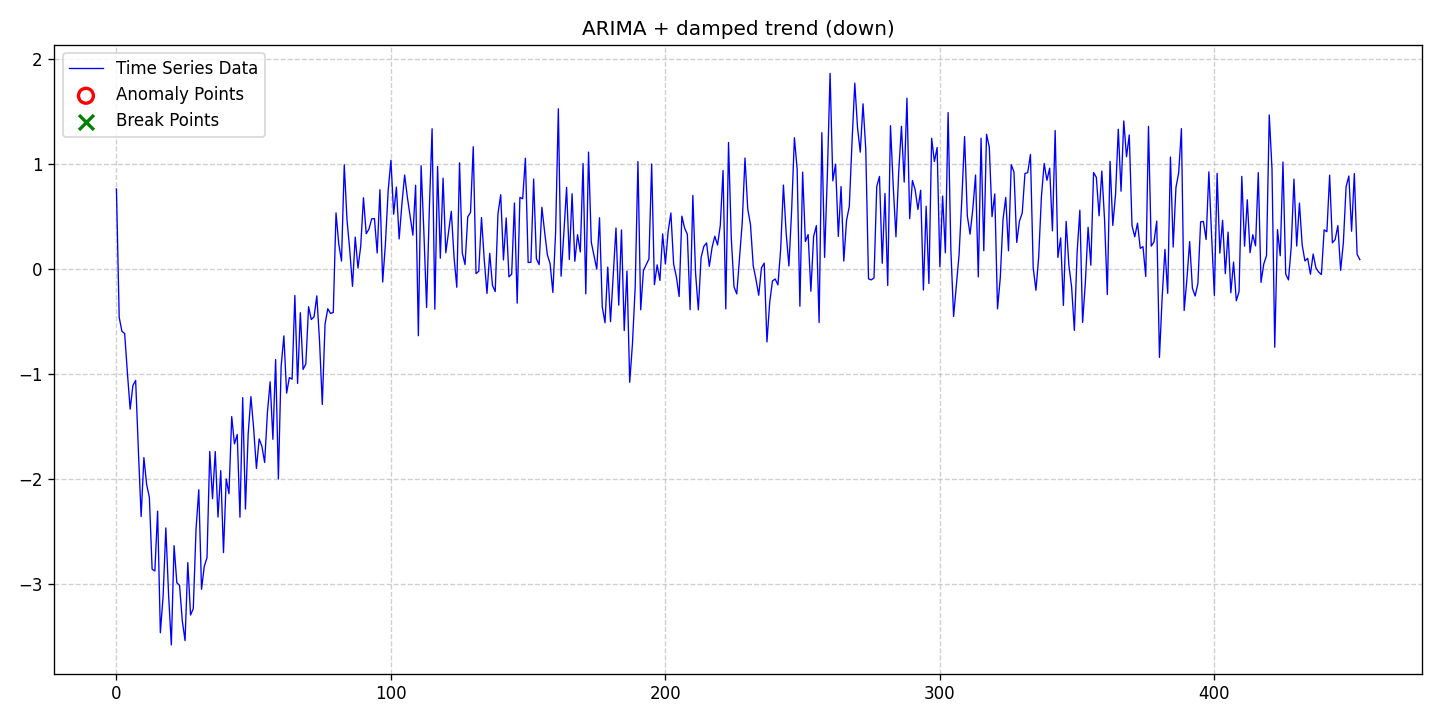 ARIMA + damped trend (down)
Time Series Data
Anomaly Points
Break Points
2
1
0
−1
−2
−3
0
100
200
300
400